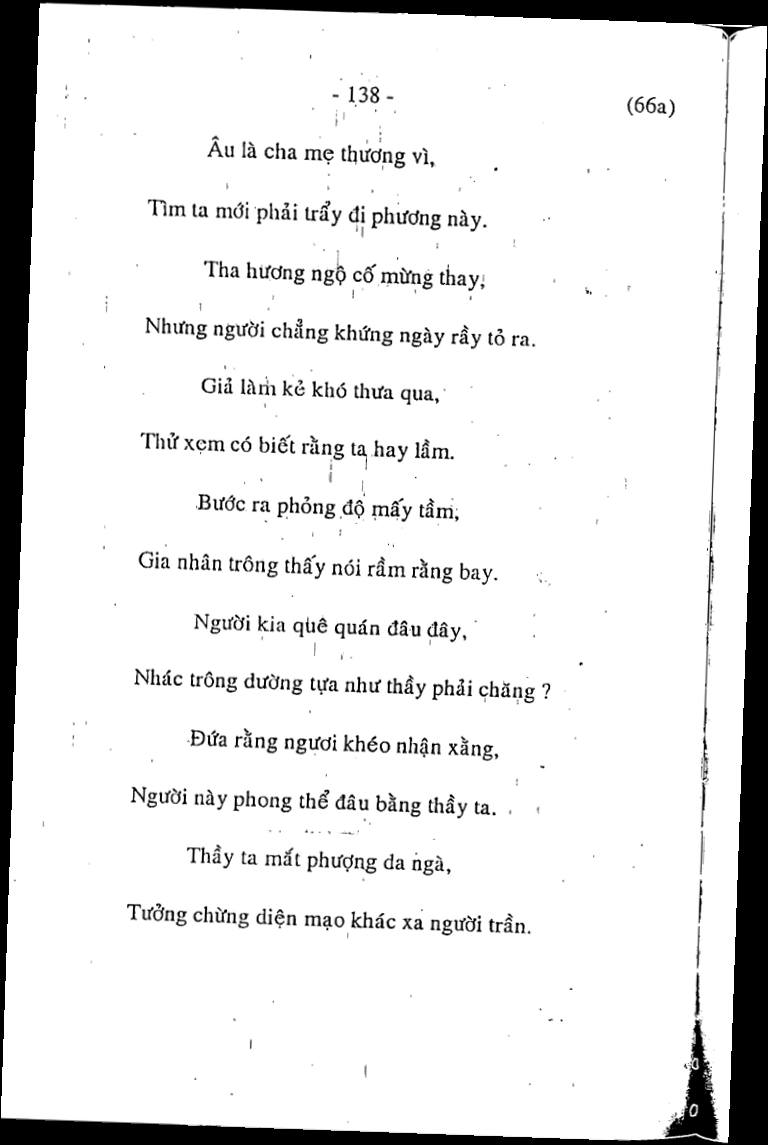 - 138 -
(66a)
Âu là cha mẹ thương vì,
Tìm ta mới phải trẩy đi phương này.
Tha hương ngộ cố mừng thay,
Nhưng người chẳng khứng ngày rầy tỏ ra.
Giả làm kẻ khó thưa qua,
Thử xem có biết rằng ta hay lầm.
Bước ra phỏng độ mấy tầm,
Gia nhân trông thấy nói rầm rằng bay.
Người kia quê quán đâu đây,
Nhác trông dường tựa như thầy phải chăng ?
Đứa rằng ngươi khéo nhận xằng,
Người này phong thể đâu bằng thầy ta.
Thầy ta mắt phượng da ngà,
Tưởng chừng diện mạo khác xa người trần.